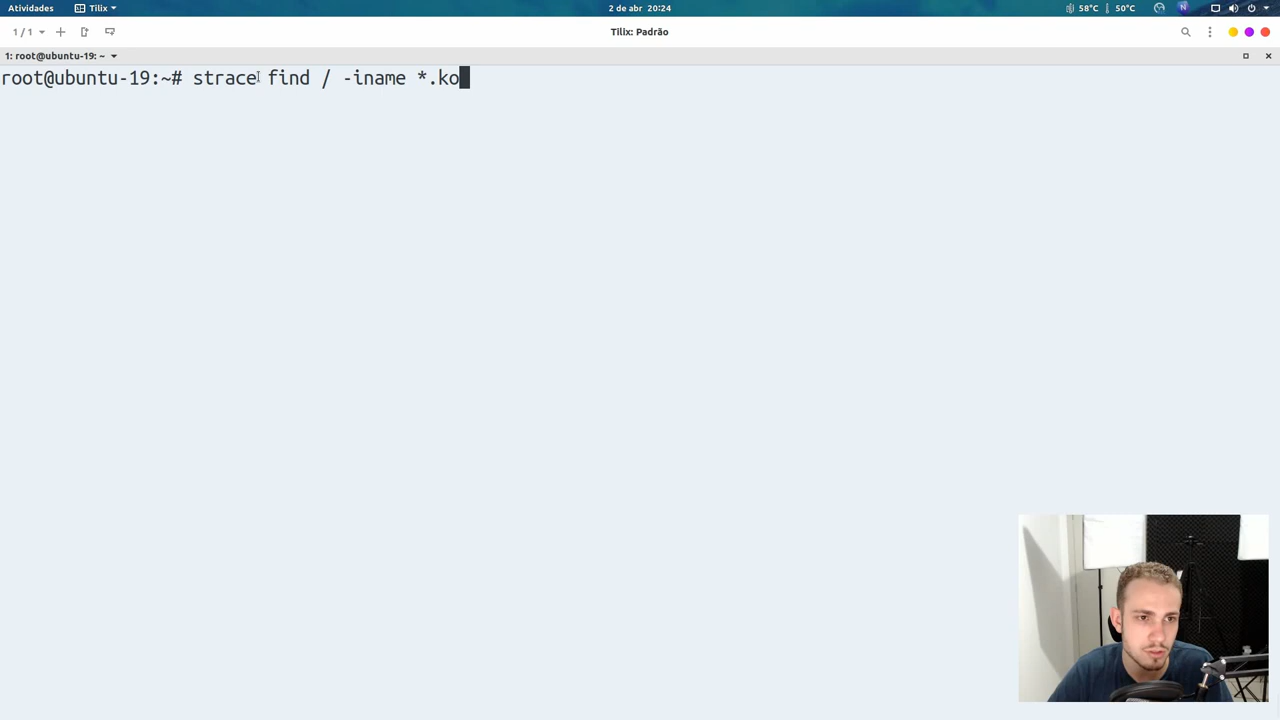 Atividades Tilix 2 de abr 20:24 58°C 50°C N
1 / 1 Tilix: Padrão
1: root@ubuntu-19: ~
root@ubuntu-19:~# strace find / -iname *.ko